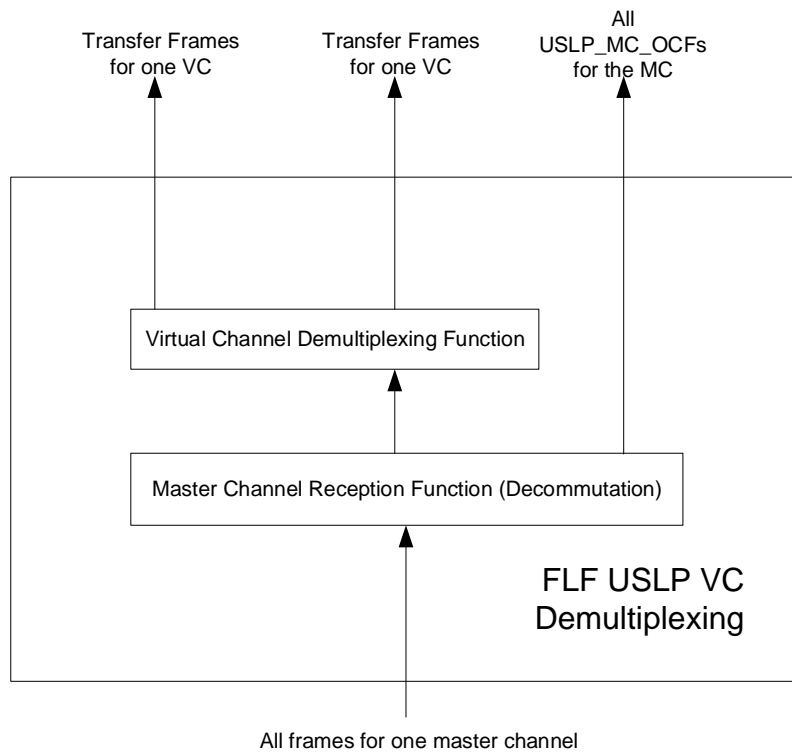 Transfer Frames
for one VC
Transfer Frames
for one VC
All
USLP_MC_OCFs
for the MC
Virtual Channel Demultiplexing Function
Master Channel Reception Function (Decommutation)
FLF USLP VC
Demultiplexing
All frames for one master channel